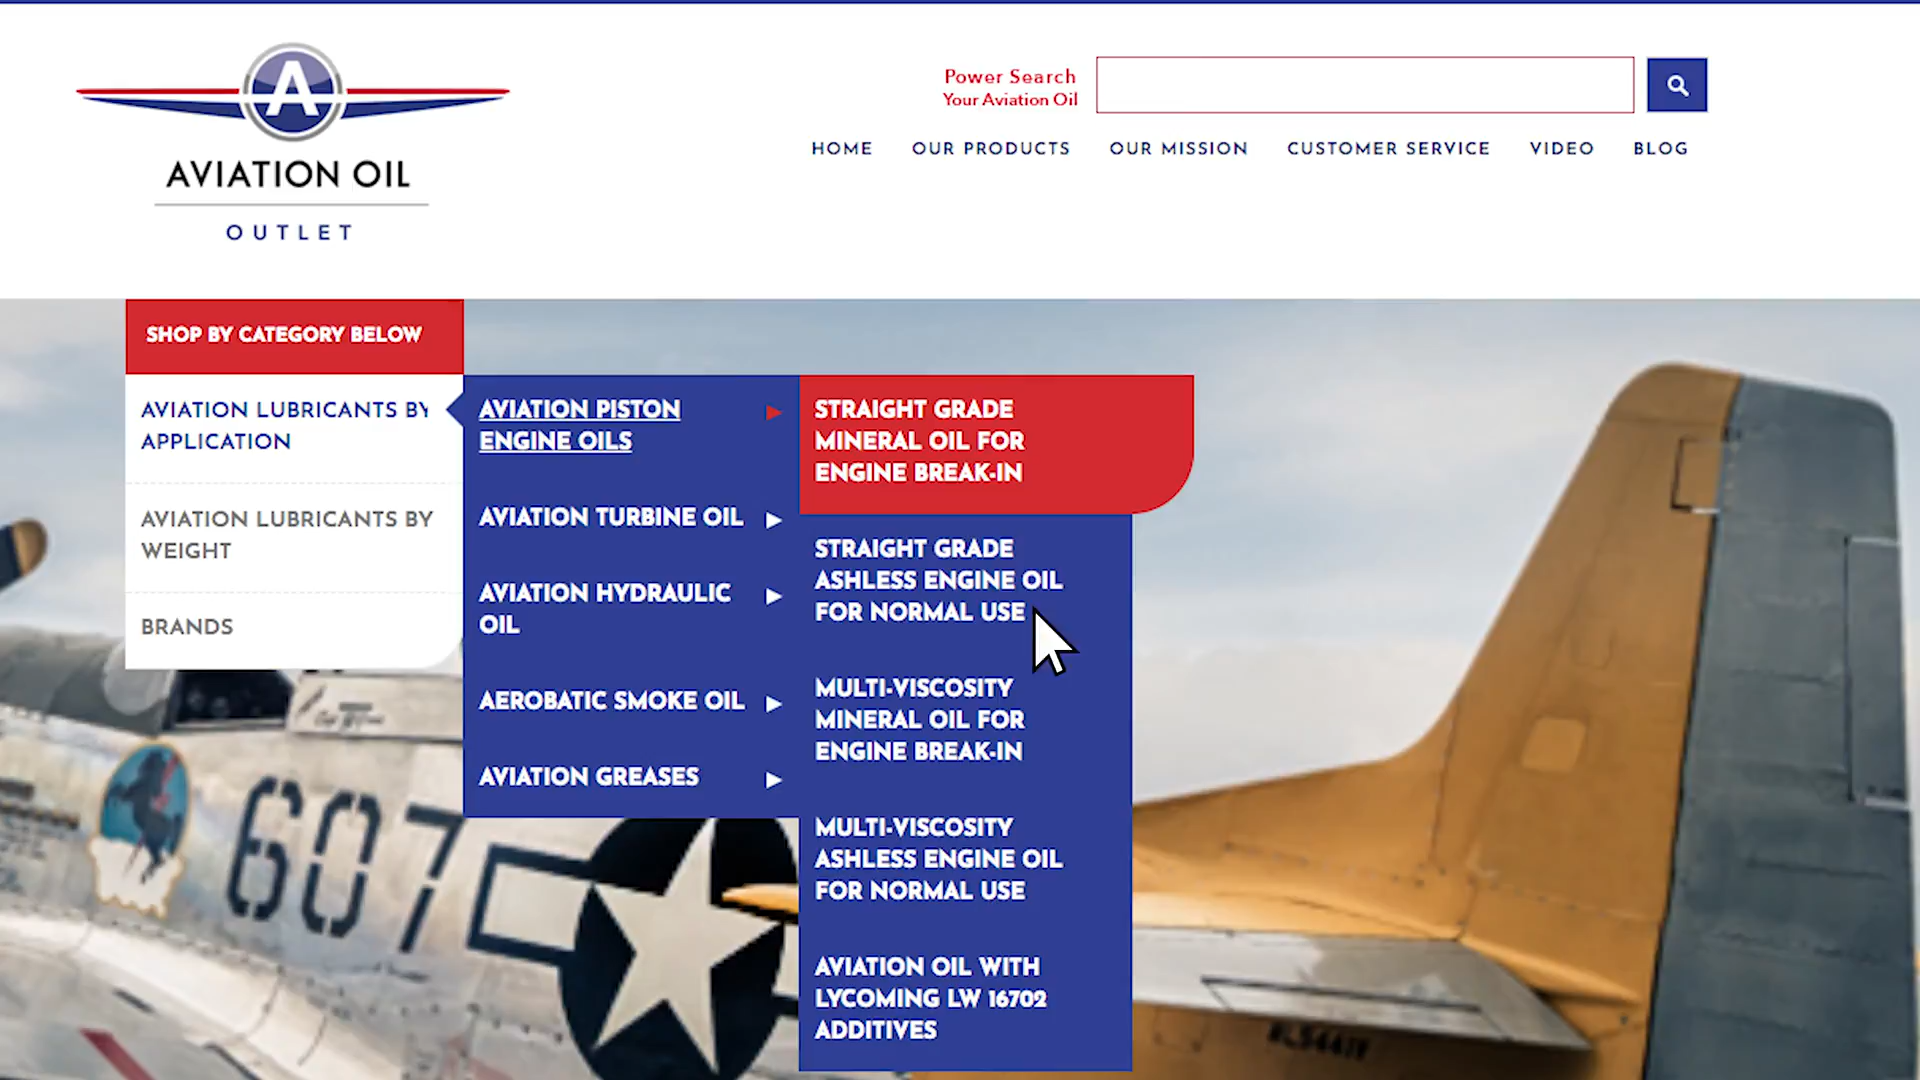 A
AVIATION OIL
OUTLET
Power Search
Your Aviation Oil
HOME OUR PRODUCTS OUR MISSION CUSTOMER SERVICE VIDEO BLOG
SHOP BY CATEGORY BELOW
AVIATION LUBRICANTS BY
APPLICATION
AVIATION LUBRICANTS BY
WEIGHT
BRANDS
AVIATION PISTON
ENGINE OILS
AVIATION TURBINE OIL
AVIATION HYDRAULIC
OIL
AEROBATIC SMOKE OIL
AVIATION GREASES
STRAIGHT GRADE
MINERAL OIL FOR
ENGINE BREAK-IN
STRAIGHT GRADE
ASHLESS ENGINE OIL
FOR NORMAL USE
MULTI-VISCOSITY
MINERAL OIL FOR
ENGINE BREAK-IN
MULTI-VISCOSITY
ASHLESS ENGINE OIL
FOR NORMAL USE
AVIATION OIL WITH
LYCOMING LW 16702
ADDITIVES
607